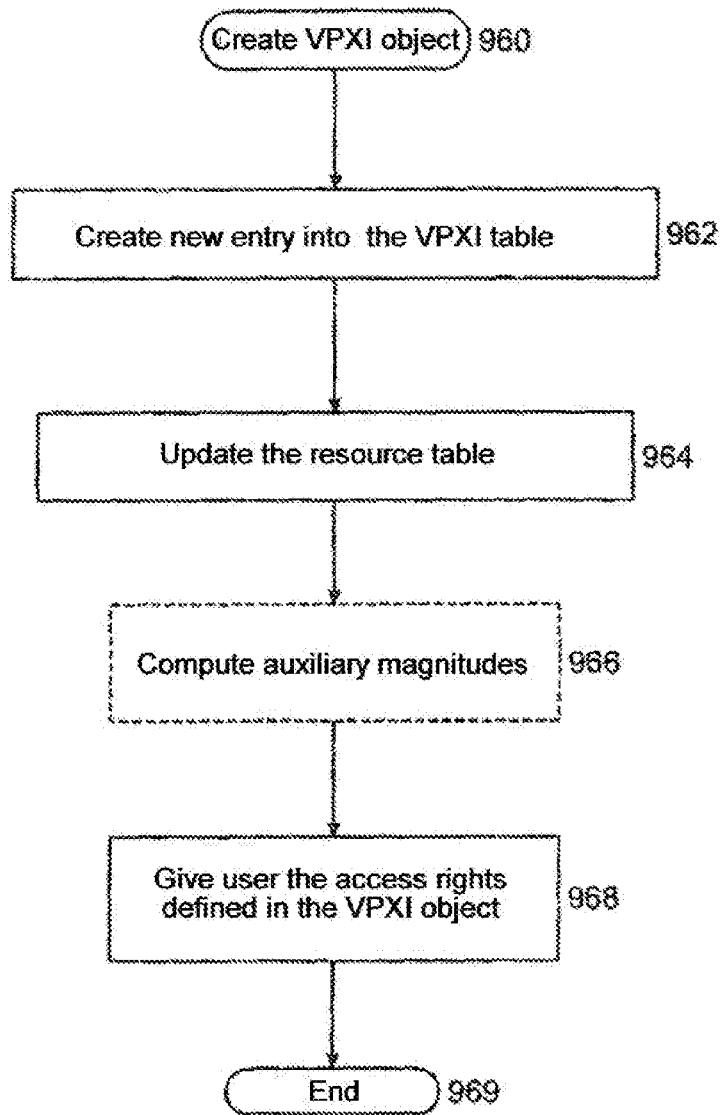 Create VPXI object 960
Create new entry into the VPXI table 962
Update the resource table 964
Compute auxiliary magnitudes 966
Give user the access rights
defined in the VPXI object 968
End 969